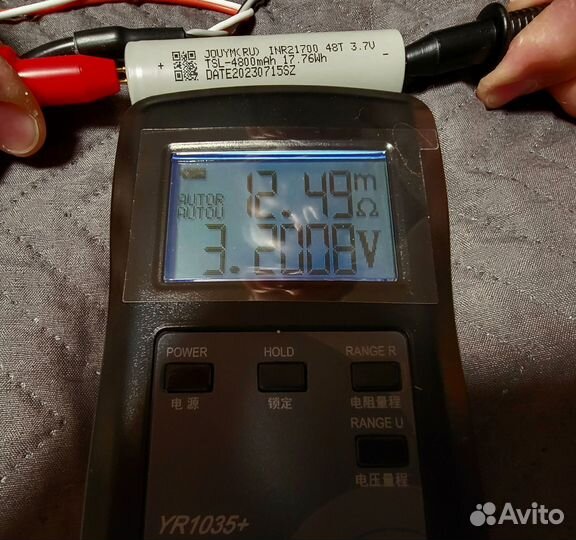 JOUYM(RU) INR21700 48T 3.7V
+ TSL-4800mAh 17.76Wh -
DATE20230715SZ
AUTOR 12.49 mΩ
AUTOU
3.2008V
POWER HOLD RANGE R
电源 锁定 电阻量程
RANGE U
电压量程
YR1035+
Avito